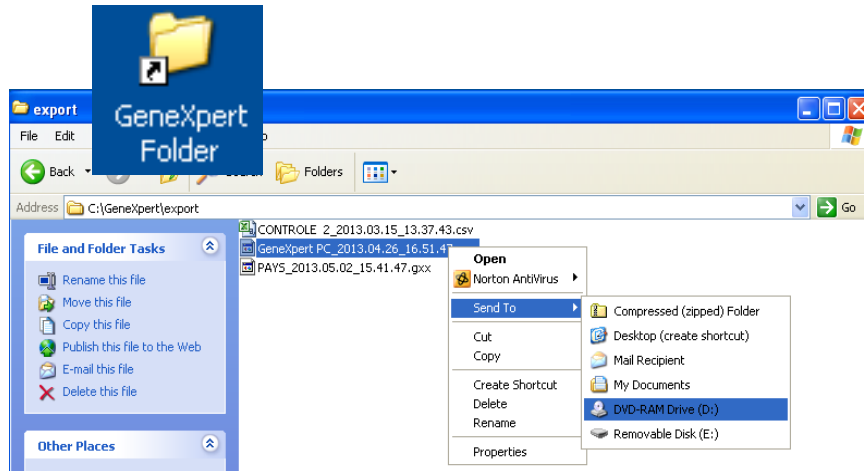 GeneXpert
Folder
export
File Edit
Back
Folders
Address C:\GeneXpert\export
Go
File and Folder Tasks
Rename this file
Move this file
Copy this file
Publish this file to the Web
E-mail this file
Delete this file
Other Places
CONTROLE 2_2013.03.15_13.37.43.csv
GeneXpert PC_2013.04.26_16.51.47
PAYS_2013.05.02_15.41.47.gxx
Open
Norton AntiVirus
Send To
Cut
Copy
Create Shortcut
Delete
Rename
Properties
Compressed (zipped) Folder
Desktop (create shortcut)
Mail Recipient
My Documents
DVD-RAM Drive (D:)
Removable Disk (E:)